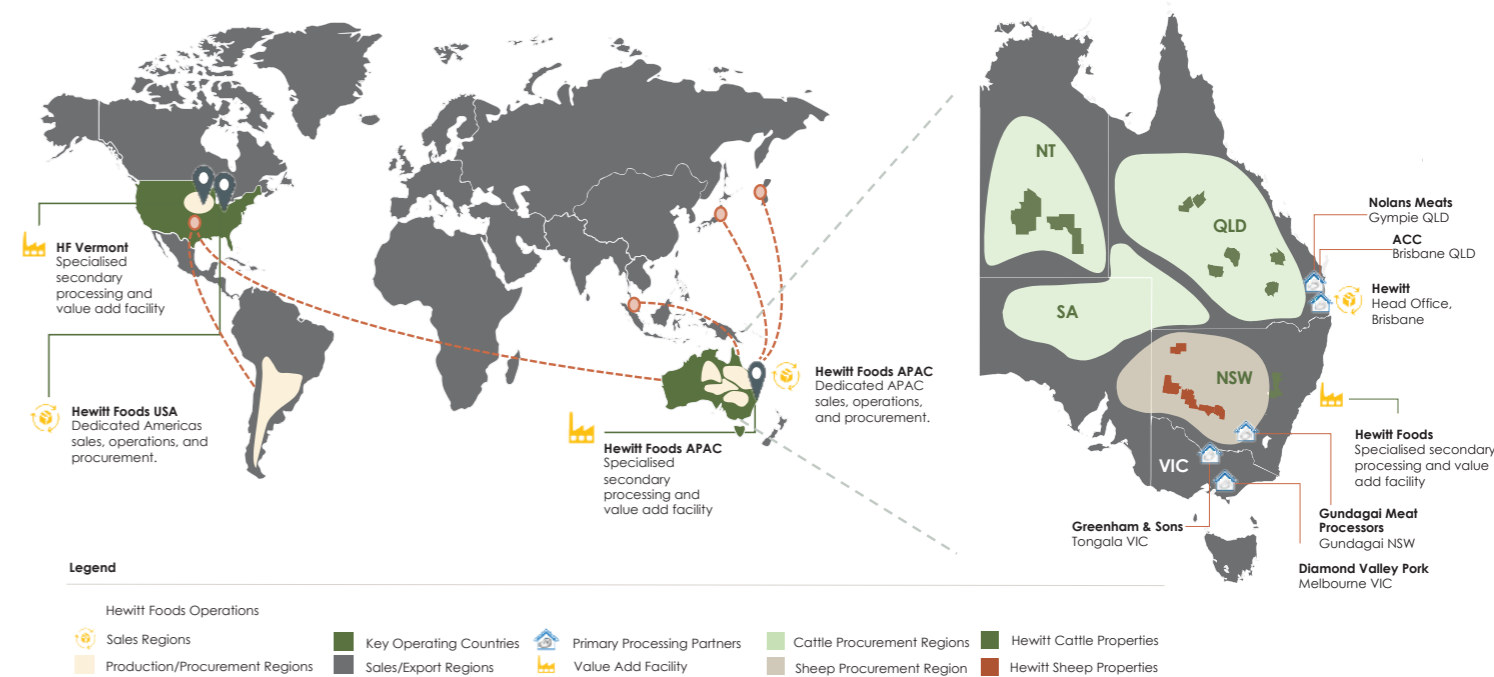 HF Vermont
Specialised
secondary
processing and
value add facility
Hewitt Foods USA
Dedicated Americas
sales, operations, and
procurement.
Hewitt Foods APAC
Specialised
secondary
processing and
value add facility
Hewitt Foods APAC
Dedicated APAC
sales, operations,
and procurement.
NT
QLD
SA
NSW
VIC
Nolans Meats
Gympie QLD
ACC
Brisbane QLD
Hewitt
Head Office,
Brisbane
Hewitt Foods
Specialised secondary
processing and value
add facility
Gundagai Meat
Processors
Gundagai NSW
Greenham & Sons
Tongala VIC
Diamond Valley Pork
Melbourne VIC
Legend
Hewitt Foods Operations
Sales Regions
Key Operating Countries
Primary Processing Partners
Cattle Procurement Regions
Hewitt Cattle Properties
Production/Procurement Regions
Sales/Export Regions
Value Add Facility
Sheep Procurement Region
Hewitt Sheep Properties